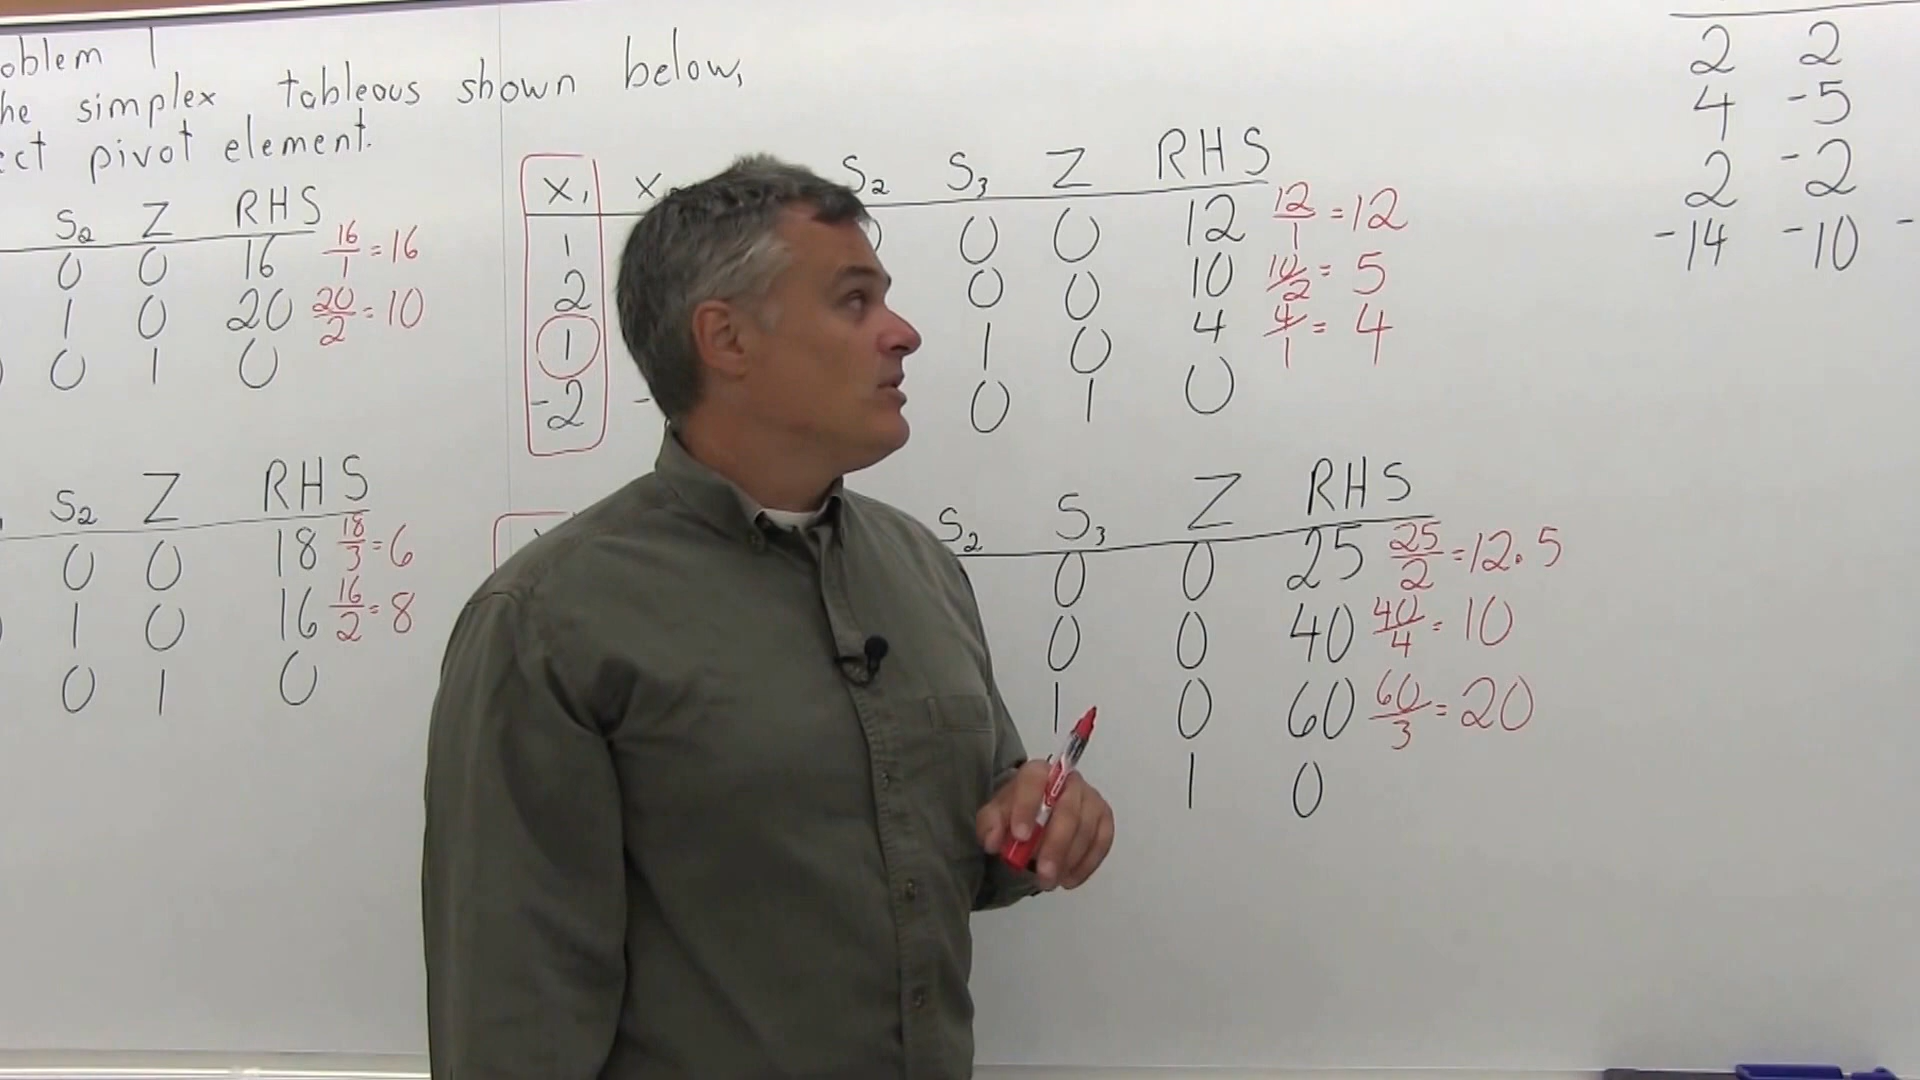 oblem 1
he simplex tableous shown below,
ect pivot element.
S₂ Z RHS
0 0 16 16/1 = 16
1 0 20 20/2 = 10
0 1 0
S₂ Z RHS
0 0 18 18/3 = 6
1 0 16 16/2 = 8
0 1 0
x₁ x S₂ S₃ Z RHS
1 0 0 12 12/1 = 12
2 0 0 10 10/2 = 5
1 1 0 4 4/1 = 4
-2 - 0 1 0
S₂ S₃ Z RHS
0 0 25 25/2 = 12.5
0 0 40 40/4 = 10
1 0 60 60/3 = 20
1 0
2 2
4 -5
2 -2
-14 -10 -